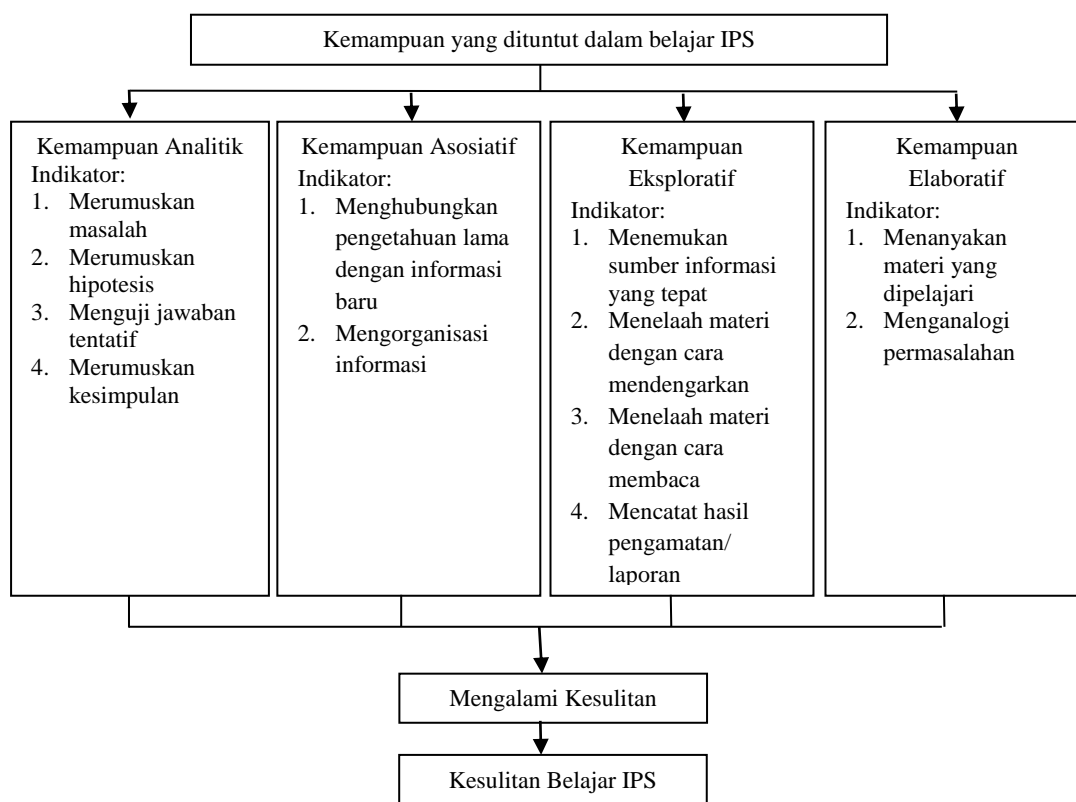 Kemampuan yang dituntut dalam belajar IPS
Kemampuan Analitik
Indikator:
1. Merumuskan
masalah
2. Merumuskan
hipotesis
3. Menguji jawaban
tentatif
4. Merumuskan
kesimpulan
Kemampuan Asosiatif
Indikator:
1. Menghubungkan
pengetahuan lama
dengan informasi
baru
2. Mengorganisasi
informasi
Kemampuan
Eksploratif
Indikator:
1. Menemukan
sumber informasi
yang tepat
2. Menelaah materi
dengan cara
mendengarkan
3. Menelaah materi
dengan cara
membaca
4. Mencatat hasil
pengamatan/
laporan
Kemampuan
Elaboratif
Indikator:
1. Menanyakan
materi yang
dipelajari
2. Menganalogi
permasalahan
Mengalami Kesulitan
Kesulitan Belajar IPS